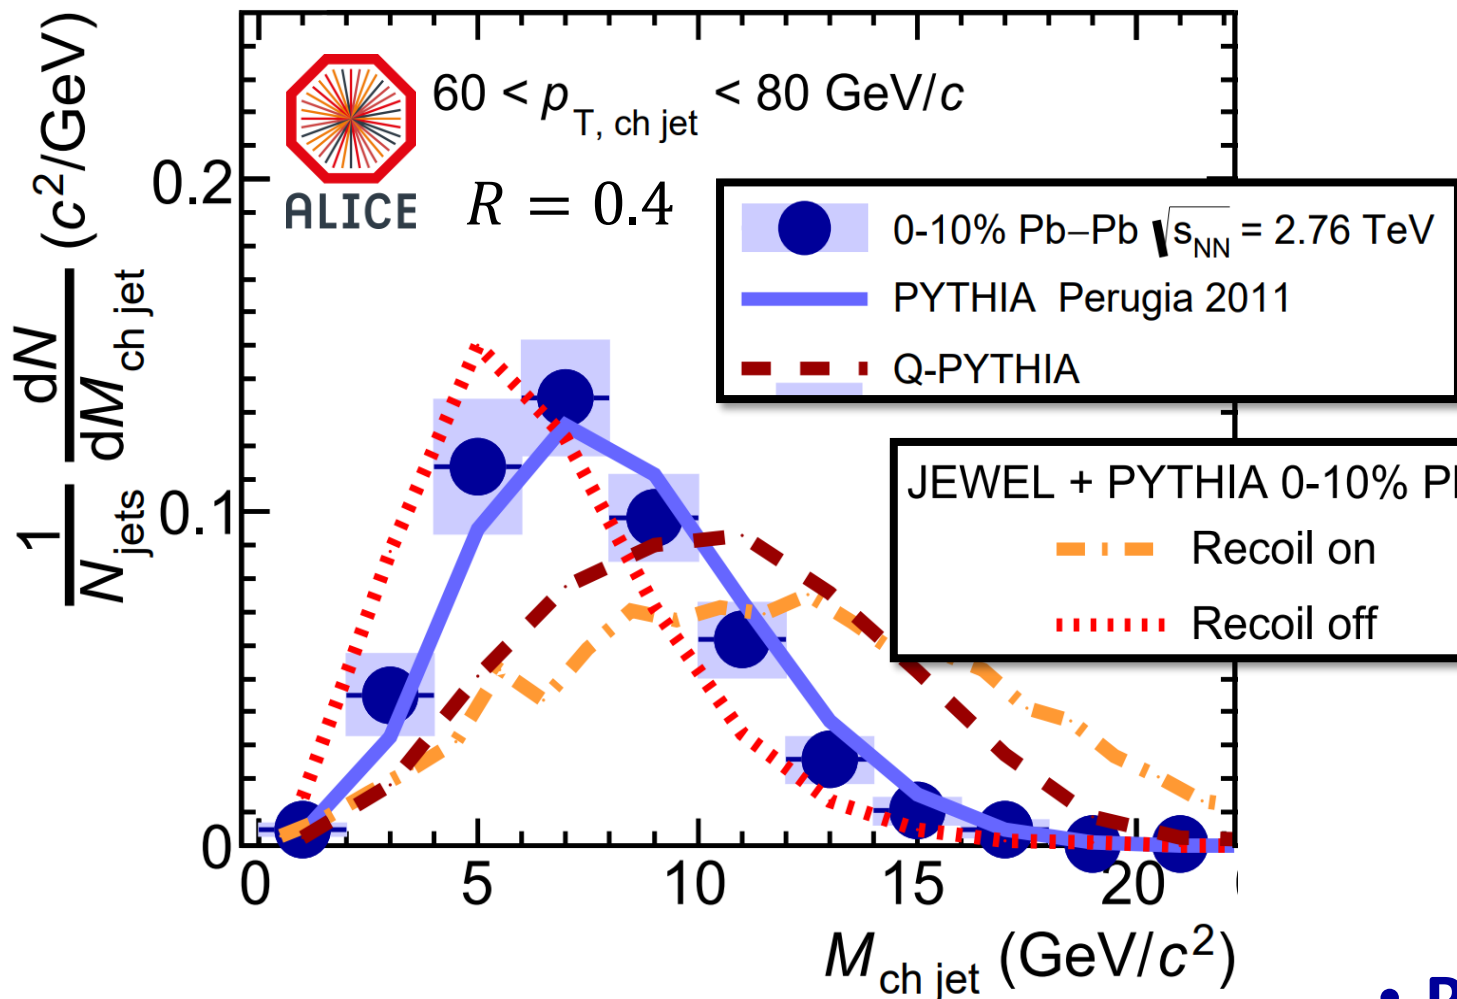 60 < p_T, ch jet < 80 GeV/c
ALICE
R = 0.4
0-10% Pb–Pb √s_NN = 2.76 TeV
PYTHIA Perugia 2011
Q-PYTHIA
JEWEL + PYTHIA 0-10%
Recoil on
Recoil off
1/N_jets dN/dM_ch jet (c²/GeV)
0.2
0.1
0
0 5 10 15 20
M_ch jet (GeV/c²)